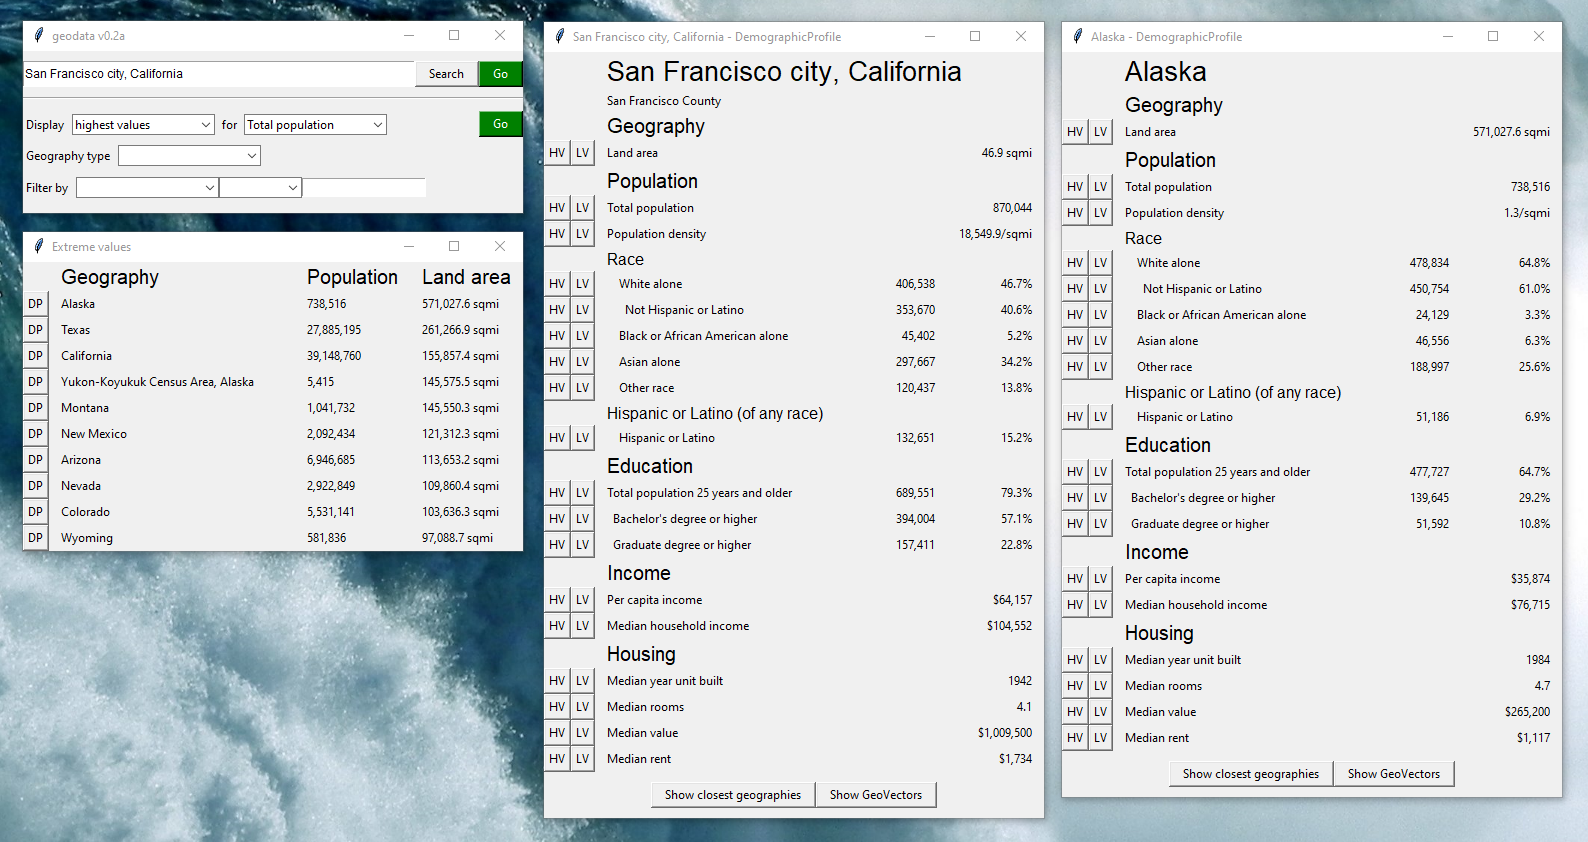 geodata v0.2a
San Francisco city, California Search Go
Display highest values for Total population Go
Geography type
Filter by
Extreme values
Geography Population Land area
DP Alaska 738,516 571,027.6 sqmi
DP Texas 27,885,195 261,266.9 sqmi
DP California 39,148,760 155,857.4 sqmi
DP Yukon-Koyukuk Census Area, Alaska 5,415 145,575.5 sqmi
DP Montana 1,041,732 145,550.3 sqmi
DP New Mexico 2,092,434 121,312.3 sqmi
DP Arizona 6,946,685 113,653.2 sqmi
DP Nevada 2,922,849 109,860.4 sqmi
DP Colorado 5,531,141 103,636.3 sqmi
DP Wyoming 581,836 97,088.7 sqmi
San Francisco city, California - DemographicProfile
San Francisco city, California
San Francisco County
Geography
HV LV Land area 46.9 sqmi
Population
HV LV Total population 870,044
HV LV Population density 18,549.9/sqmi
Race
HV LV White alone 406,538 46.7%
HV LV Not Hispanic or Latino 353,670 40.6%
HV LV Black or African American alone 45,402 5.2%
HV LV Asian alone 297,667 34.2%
HV LV Other race 120,437 13.8%
Hispanic or Latino (of any race)
HV LV Hispanic or Latino 132,651 15.2%
Education
HV LV Total population 25 years and older 689,551 79.3%
HV LV Bachelor's degree or higher 394,004 57.1%
HV LV Graduate degree or higher 157,411 22.8%
Income
HV LV Per capita income $64,157
HV LV Median household income $104,552
Housing
HV LV Median year unit built 1942
HV LV Median rooms 4.1
HV LV Median value $1,009,500
HV LV Median rent $1,734
Show closest geographies Show GeoVectors
Alaska - DemographicProfile
Alaska
Geography
HV LV Land area 571,027.6 sqmi
Population
HV LV Total population 738,516
HV LV Population density 1.3/sqmi
Race
HV LV White alone 478,834 64.8%
HV LV Not Hispanic or Latino 450,754 61.0%
HV LV Black or African American alone 24,129 3.3%
HV LV Asian alone 46,556 6.3%
HV LV Other race 188,997 25.6%
Hispanic or Latino (of any race)
HV LV Hispanic or Latino 51,186 6.9%
Education
HV LV Total population 25 years and older 477,727 64.7%
HV LV Bachelor's degree or higher 139,645 29.2%
HV LV Graduate degree or higher 51,592 10.8%
Income
HV LV Per capita income $35,874
HV LV Median household income $76,715
Housing
HV LV Median year unit built 1984
HV LV Median rooms 4.7
HV LV Median value $265,200
HV LV Median rent $1,117
Show closest geographies Show GeoVectors